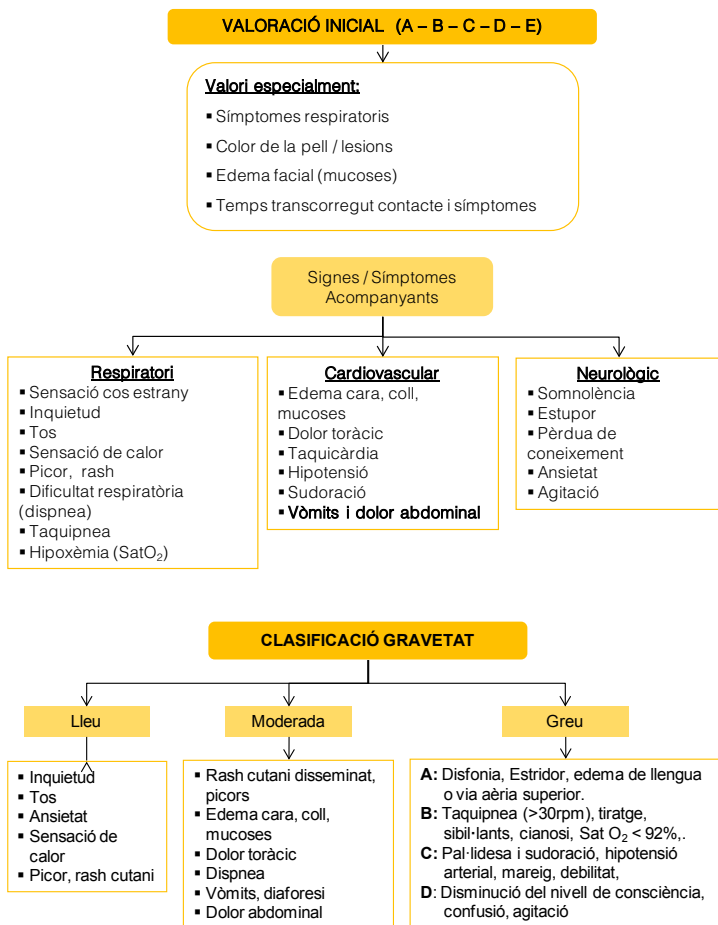 VALORACIÓ INICIAL (A – B – C – D – E)
Valori especialment:
▪ Símptomes respiratoris
▪ Color de la pell / lesions
▪ Edema facial (mucoses)
▪ Temps transcorregut contacte i símptomes
Signes / Símptomes
Acompanyants
Respiratori
▪ Sensació cos estrany
▪ Inquietud
▪ Tos
▪ Sensació de calor
▪ Picor, rash
▪ Dificultat respiratòria
(dispnea)
▪ Taquipnea
▪ Hipoxèmia (SatO₂)
Cardiovascular
▪ Edema cara, coll,
mucoses
▪ Dolor toràcic
▪ Taquicàrdia
▪ Hipotensió
▪ Sudoració
▪ Vòmits i dolor abdominal
Neurològic
▪ Somnolència
▪ Estupor
▪ Pèrdua de
coneixement
▪ Ansietat
▪ Agitació
CLASIFICACIÓ GRAVETAT
Lleu
▪ Inquietud
▪ Tos
▪ Ansietat
▪ Sensació de
calor
▪ Picor, rash cutani
Moderada
▪ Rash cutani disseminat,
picors
▪ Edema cara, coll,
mucoses
▪ Dolor toràcic
▪ Dispnea
▪ Vòmits, diaforesi
▪ Dolor abdominal
Greu
A: Disfonia, Estridor, edema de llengua
o via aèria superior.
B: Taquipnea (>30rpm), tiratge,
sibil·lants, cianosi, Sat O₂ < 92%,.
C: Pal·lidesa i sudoració, hipotensió
arterial, mareig, debilitat,
D: Disminució del nivell de consciència,
confusió, agitació